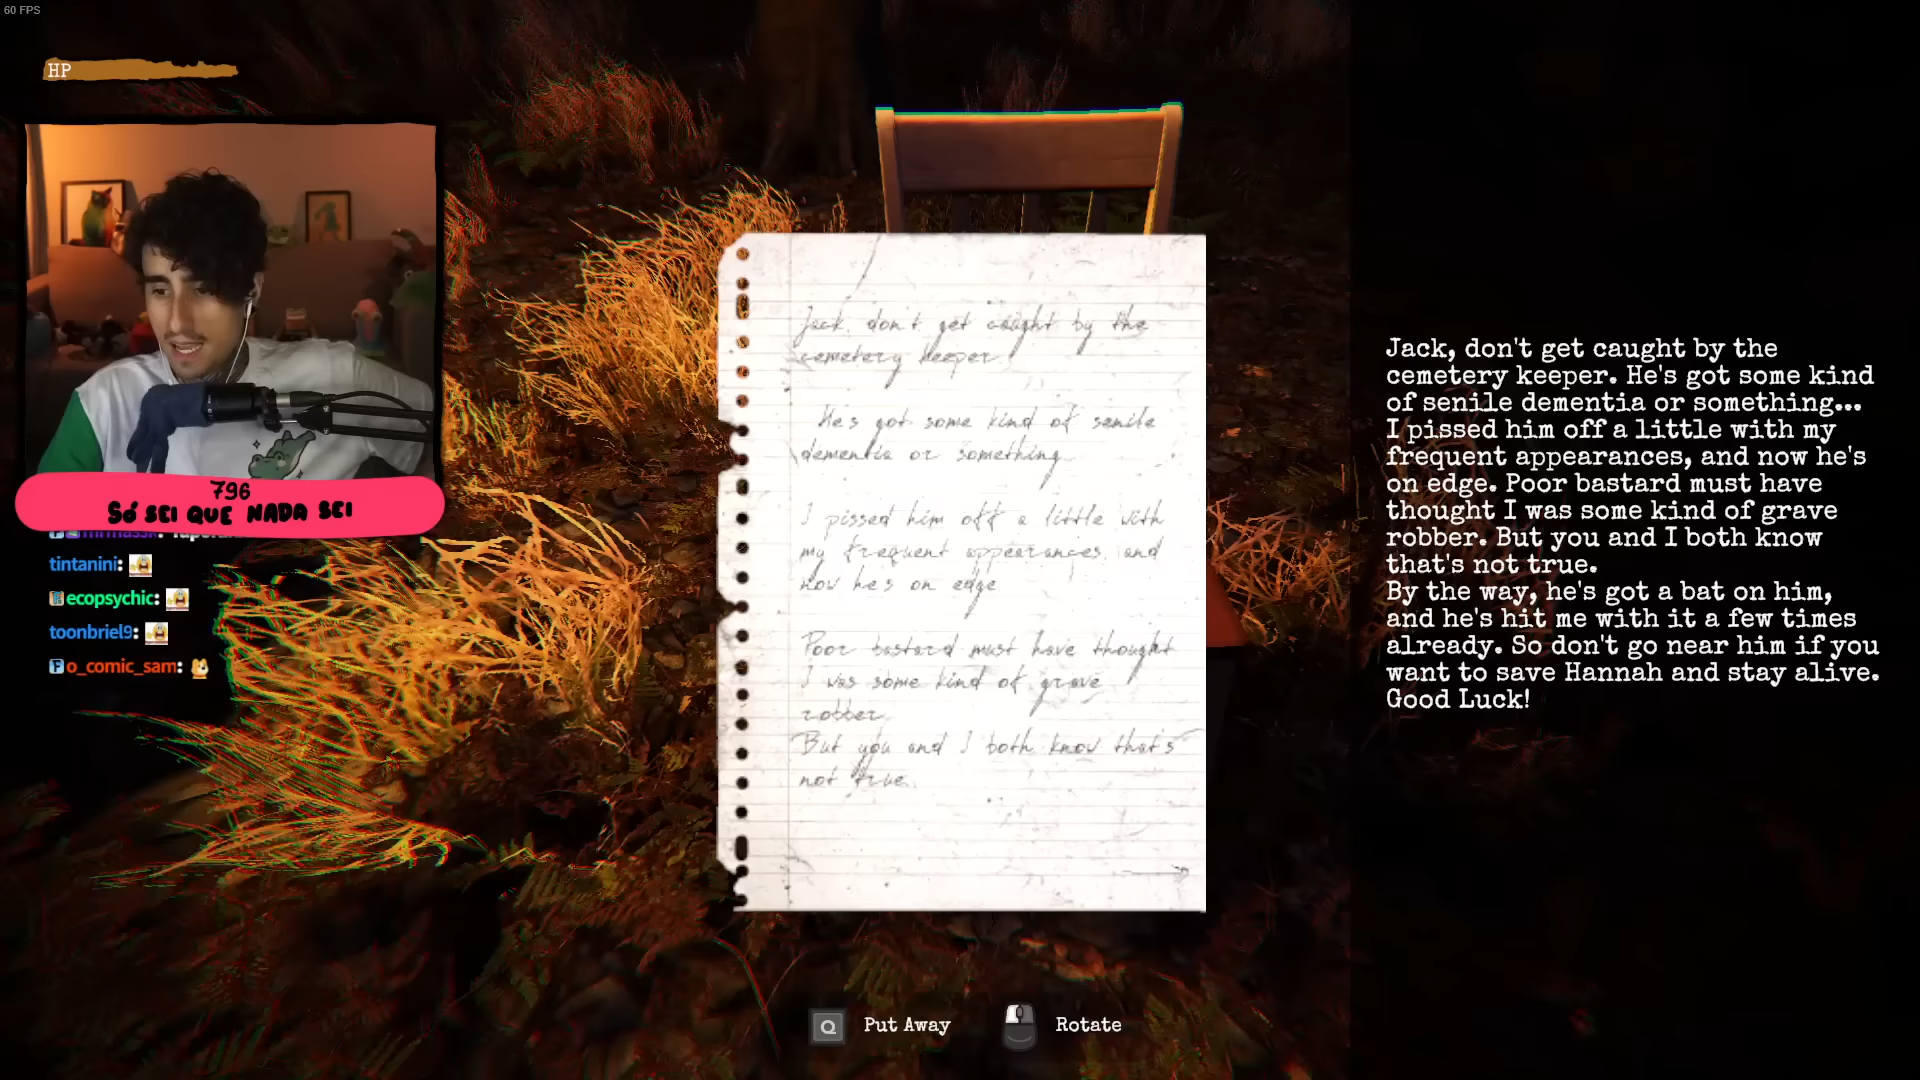 60 FPS
HP
796
Só SEI QUE NADA SEI
tintanini:
ecopsychic:
toonbriel9:
F o_comic_sam:
Jack, don't get caught by the
cemetery keeper!
He's got some kind of senile
dementia or something
I pissed him off a little with
my frequent appearances, and
now he's on edge
Poor bastard must have thought
I was some kind of grave
robber.
But you and I both know that's
not true.
Jack, don't get caught by the
cemetery keeper. He's got some kind
of senile dementia or something...
I pissed him off a little with my
frequent appearances, and now he's
on edge. Poor bastard must have
thought I was some kind of grave
robber. But you and I both know
that's not true.
By the way, he's got a bat on him,
and he's hit me with it a few times
already. So don't go near him if you
want to save Hannah and stay alive.
Good Luck!
Q Put Away
Rotate